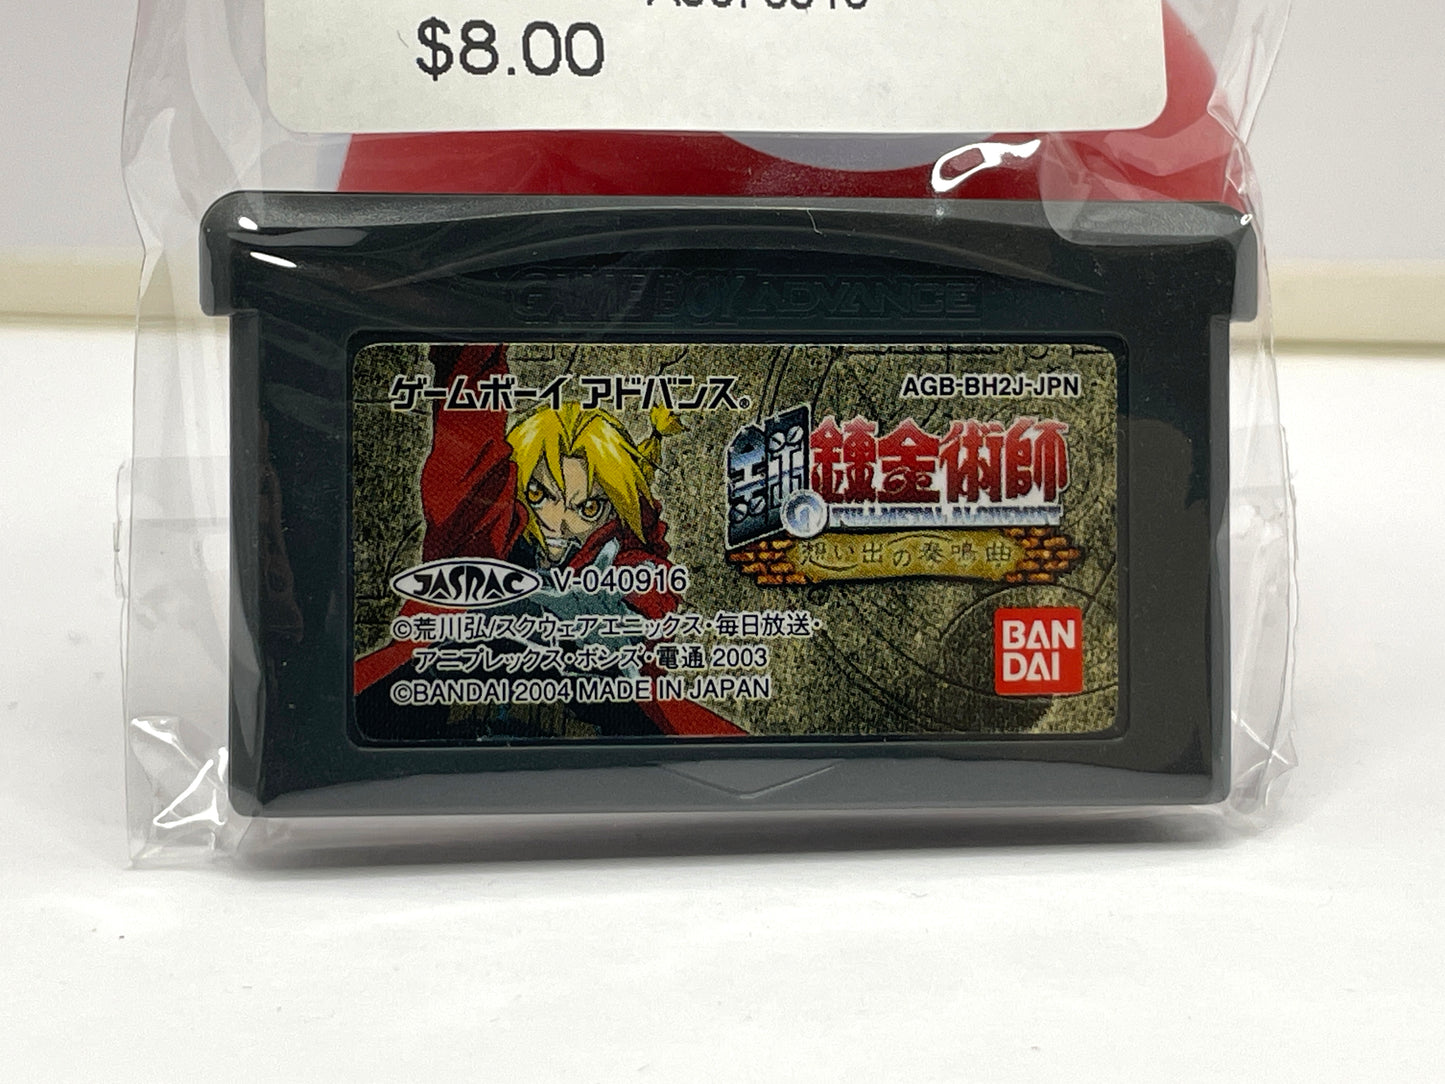 $8.00
GAME BOY ADVANCE
ゲームボーイ アドバンス®
AGB-BH2J-JPN
鋼の錬金術師
FULLMETAL ALCHEMIST
想い出の奏鳴曲
JASRAC V-040916
©荒川弘/スクウェアエニックス・毎日放送・
アニプレックス・ボンズ・電通 2003
©BANDAI 2004 MADE IN JAPAN
BAN
DAI